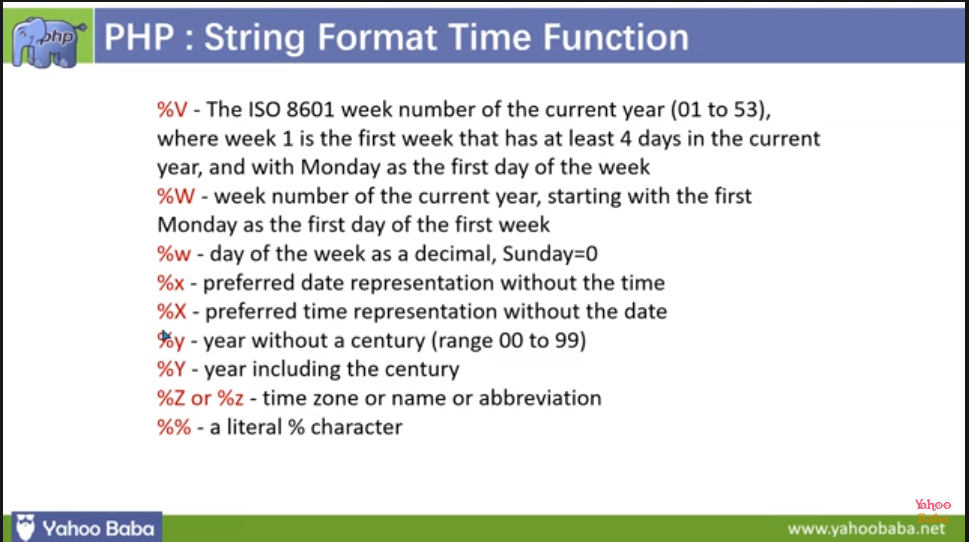 php
PHP : String Format Time Function
%V - The ISO 8601 week number of the current year (01 to 53),
where week 1 is the first week that has at least 4 days in the current
year, and with Monday as the first day of the week
%W - week number of the current year, starting with the first
Monday as the first day of the first week
%w - day of the week as a decimal, Sunday=0
%x - preferred date representation without the time
%X - preferred time representation without the date
%y - year without a century (range 00 to 99)
%Y - year including the century
%Z or %z - time zone or name or abbreviation
%% - a literal % character
Yahoo
Baba
Yahoo Baba
www.yahoobaba.net